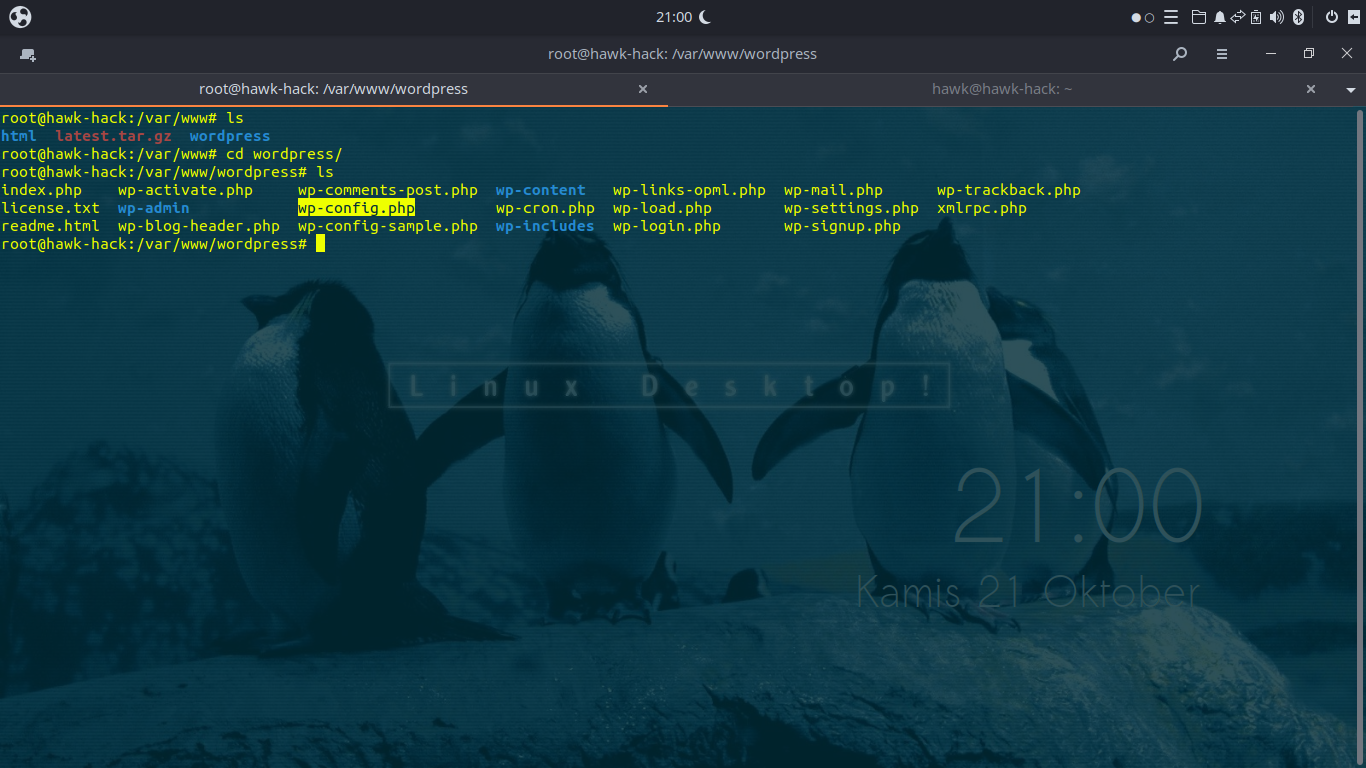 21:00
root@hawk-hack: /var/www/wordpress
root@hawk-hack: /var/www/wordpress
hawk@hawk-hack: ~
root@hawk-hack:/var/www# ls
html  latest.tar.gz  wordpress
root@hawk-hack:/var/www# cd wordpress/
root@hawk-hack:/var/www/wordpress# ls
index.php    wp-activate.php     wp-comments-post.php  wp-content   wp-links-opml.php  wp-mail.php      wp-trackback.php
license.txt  wp-admin            wp-config.php         wp-cron.php  wp-load.php        wp-settings.php  xmlrpc.php
readme.html  wp-blog-header.php  wp-config-sample.php  wp-includes  wp-login.php       wp-signup.php
root@hawk-hack:/var/www/wordpress#
Linux Desktop!
21:00
Kamis 21 Oktober